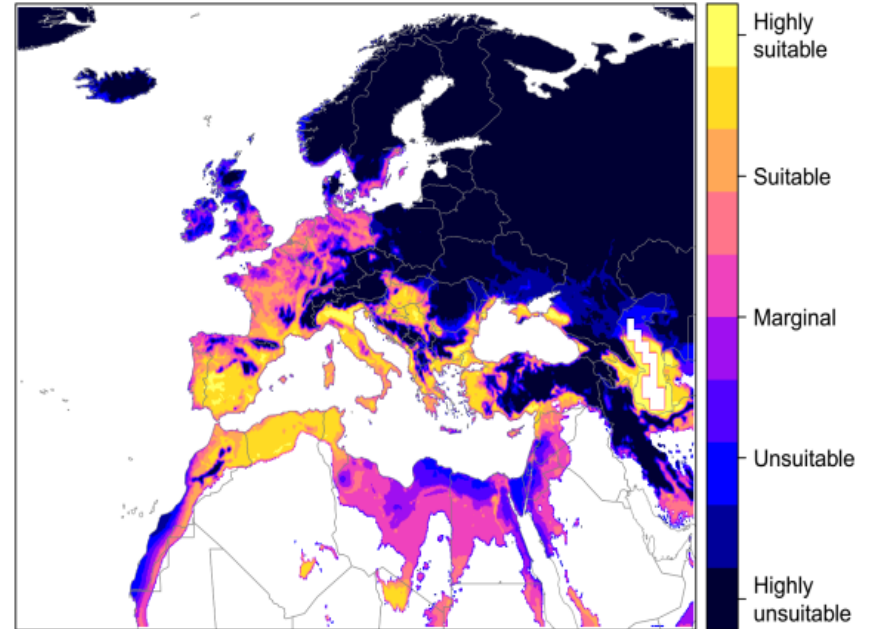 Highly
suitable
Suitable
Marginal
Unsuitable
Highly
unsuitable